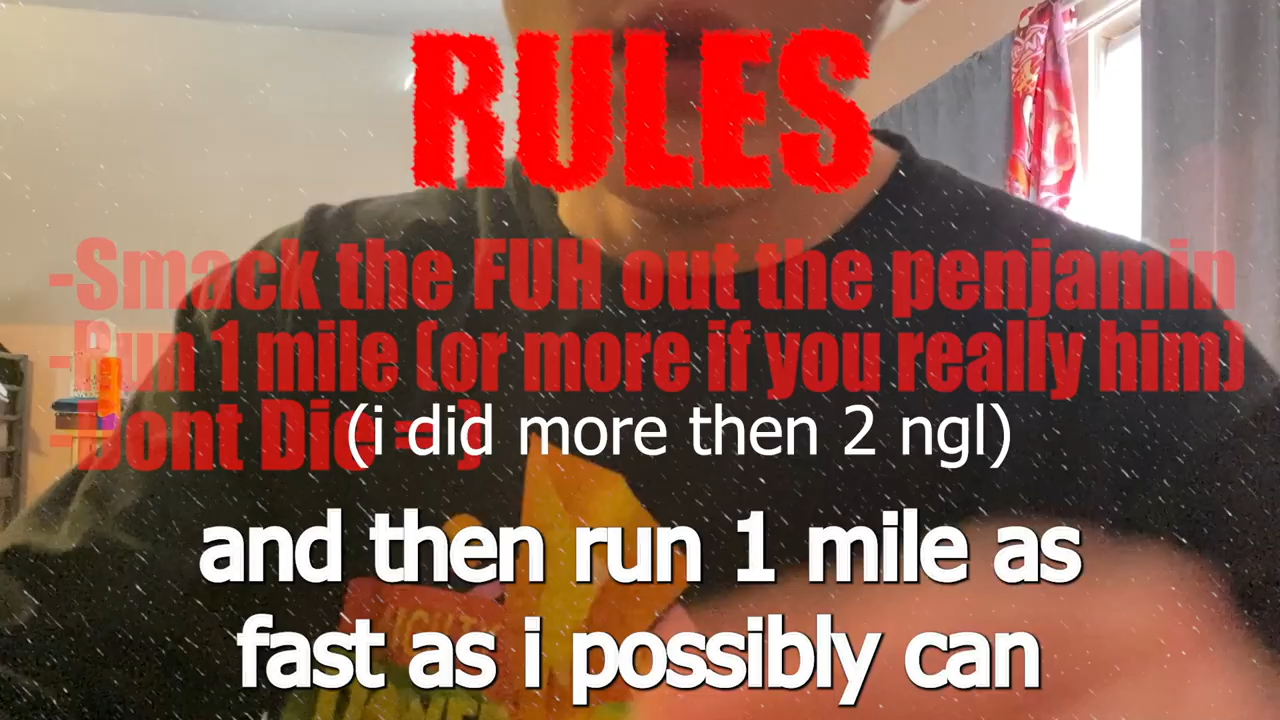 RULES
-Smack the FUH out the penjamin
-Run 1 mile (or more if you really him)
-Dont Die = ]
(i did more then 2 ngl)
and then run 1 mile as
fast as i possibly can